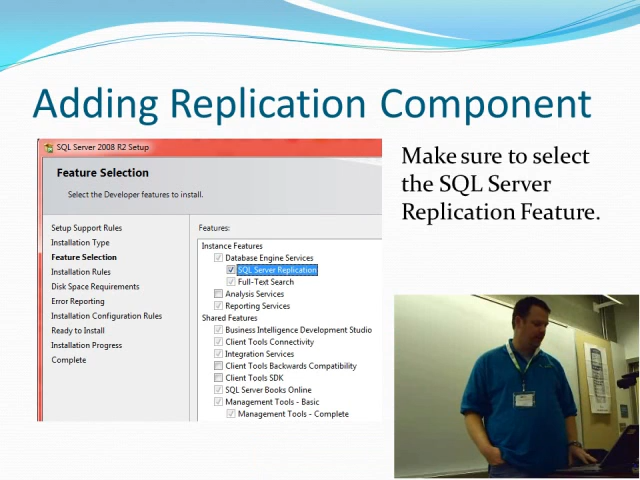 Adding Replication Component
SQL Server 2008 R2 Setup
Feature Selection
Select the Developer features to install.
Setup Support Rules
Installation Type
Feature Selection
Installation Rules
Disk Space Requirements
Error Reporting
Installation Configuration Rules
Ready to Install
Installation Progress
Complete
Features:
Instance Features
Database Engine Services
SQL Server Replication
Full-Text Search
Analysis Services
Reporting Services
Shared Features
Business Intelligence Development Studio
Client Tools Connectivity
Integration Services
Client Tools Backwards Compatibility
Client Tools SDK
SQL Server Books Online
Management Tools - Basic
Management Tools - Complete
Make sure to select
the SQL Server
Replication Feature.